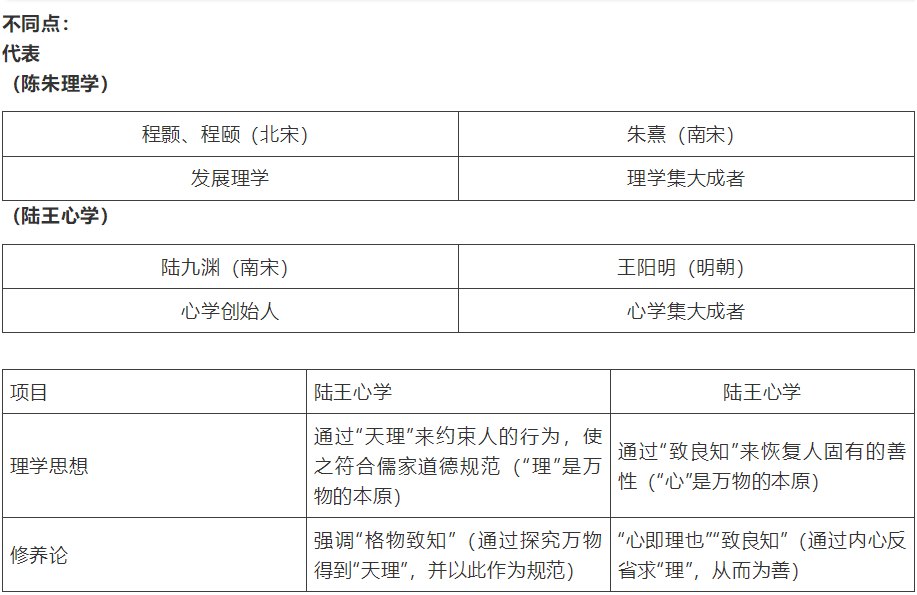 不同点：
代表
（陈朱理学）
程颢、程颐（北宋） 朱熹（南宋）
发展理学 理学集大成者
（陆王心学）
陆九渊（南宋） 王阳明（明朝）
心学创始人 心学集大成者
项目 陆王心学 陆王心学
理学思想
通过“天理”来约束人的行为，使
之符合儒家道德规范（“理”是万
物的本原）
通过“致良知”来恢复人固有的善
性（“心”是万物的本原）
修养论
强调“格物致知”（通过探究万物
得到“天理”，并以此作为规范）
“心即理也”“致良知”（通过内心反
省求“理”，从而为善）